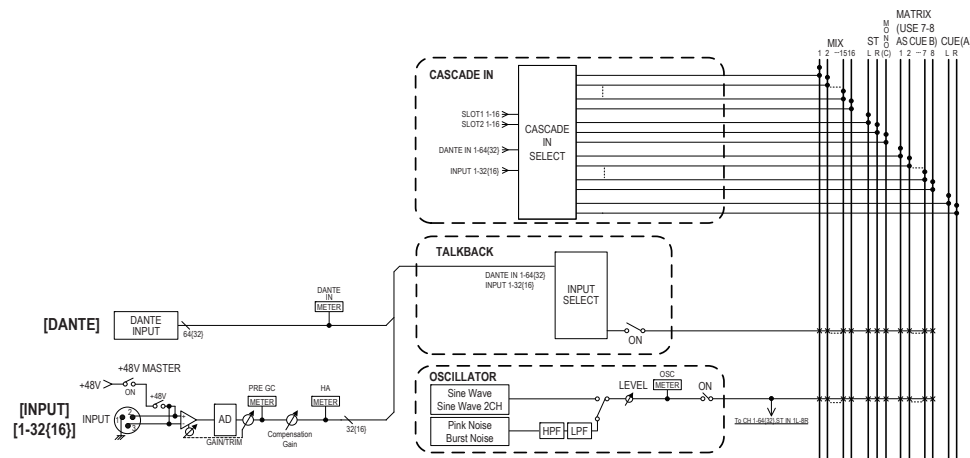 MATRIX
(USE 7-8
AS CUE B)
CUE(A
MIX
ST
MONO(C)
1 2 ---1516
L R
1 2 --- 7 8
L R
CASCADE IN
SLOT1 1-16
SLOT2 1-16
DANTE IN 1-64{32}
INPUT 1-32{16}
CASCADE
IN
SELECT
TALKBACK
DANTE IN 1-64{32}
INPUT 1-32{16}
INPUT
SELECT
ON
DANTE
IN
METER
[DANTE]
DANTE
INPUT
64{32}
OSCILLATOR
Sine Wave
Sine Wave 2CH
Pink Noise
Burst Noise
HPF
LPF
LEVEL
OSC
METER
ON
To CH 1-64{32},ST IN 1L-8R
+48V MASTER
+48V
ON
+48V
[INPUT]
[1-32{16}]
INPUT
1
2
3
+
-
AD
GAIN/TRIM
PRE GC
METER
Compensation
Gain
HA
METER
32{16}